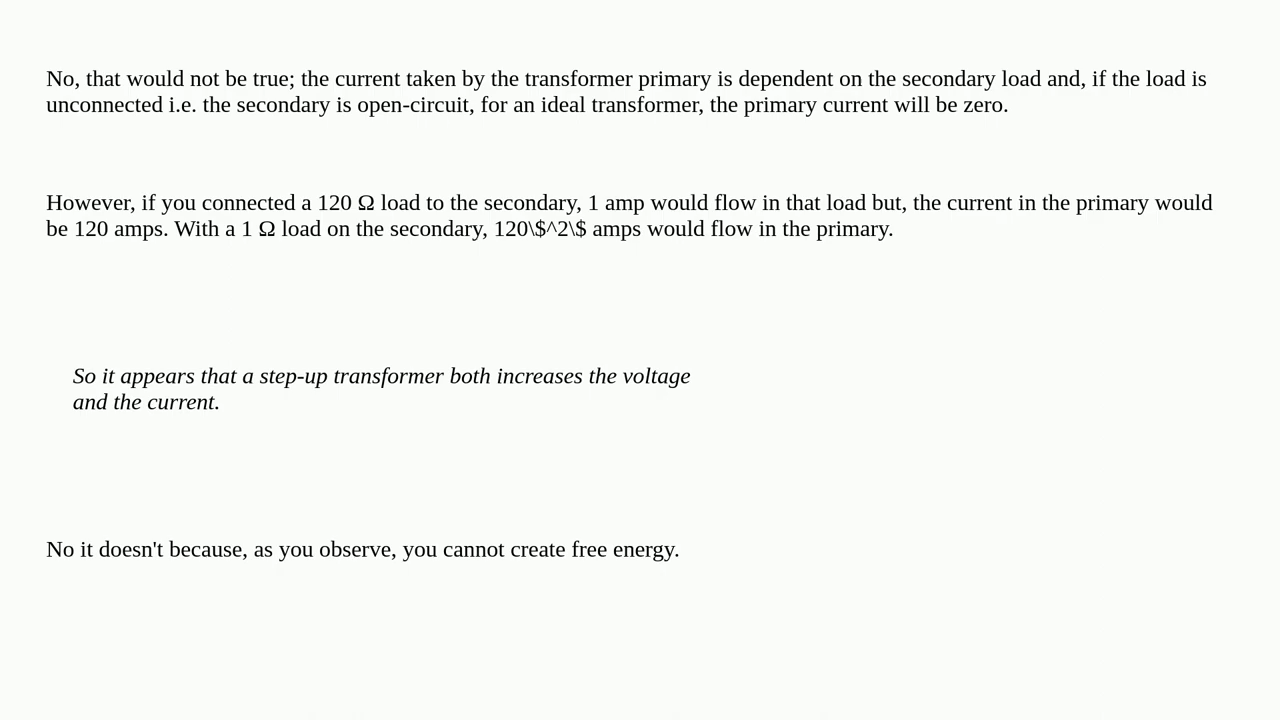 No, that would not be true; the current taken by the transformer primary is dependent on the secondary load and, if the load is
unconnected i.e. the secondary is open-circuit, for an ideal transformer, the primary current will be zero.
However, if you connected a 120 Ω load to the secondary, 1 amp would flow in that load but, the current in the primary would
be 120 amps. With a 1 Ω load on the secondary, 120\$^2\$ amps would flow in the primary.
So it appears that a step-up transformer both increases the voltage
and the current.
No it doesn't because, as you observe, you cannot create free energy.